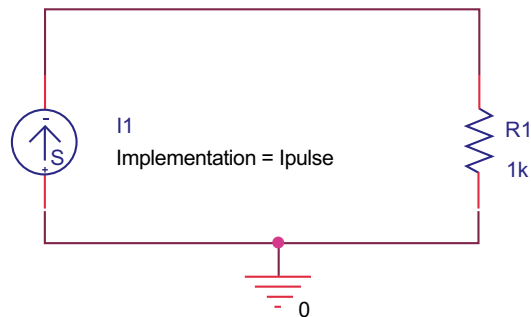 -
I1
S
+
Implementation = Ipulse
R1
1k
0